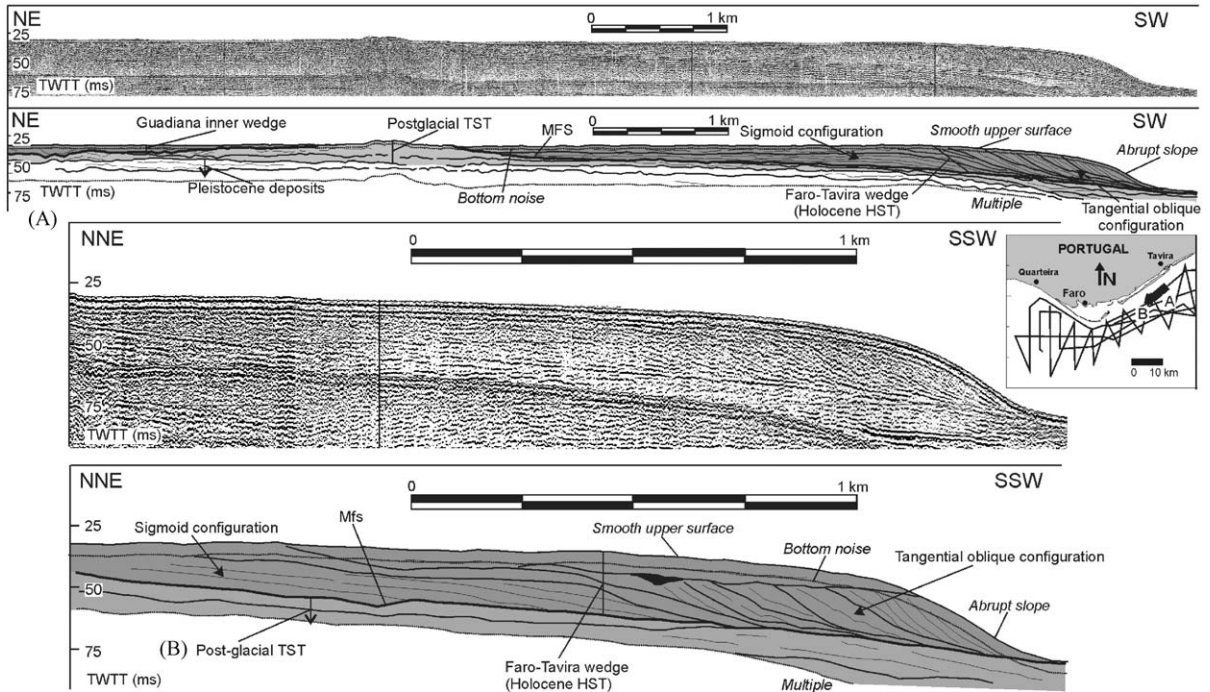 NE
0
1 km
SW
25
50
TWTT (ms)
75
NE
Guadiana inner wedge
Postglacial TST
MFS
0
1 km
Sigmoid configuration
Smooth upper surface
SW
Abrupt slope
25
50
TWTT (ms)
75
Pleistocene deposits
Bottom noise
Faro-Tavira wedge
(Holocene HST)
Multiple
Tangential oblique
configuration
(A)
NNE
0
1 km
SSW
25
50
75
TWTT (ms)
PORTUGAL
Tavira
Quarteira
N
Faro
A
B
0 10 km
NNE
0
1 km
SSW
Sigmoid configuration
Mfs
Smooth upper surface
Bottom noise
Tangential oblique configuration
25
50
75
TWTT (ms)
Abrupt slope
Post-glacial TST
(B)
Faro-Tavira wedge
(Holocene HST)
Multiple